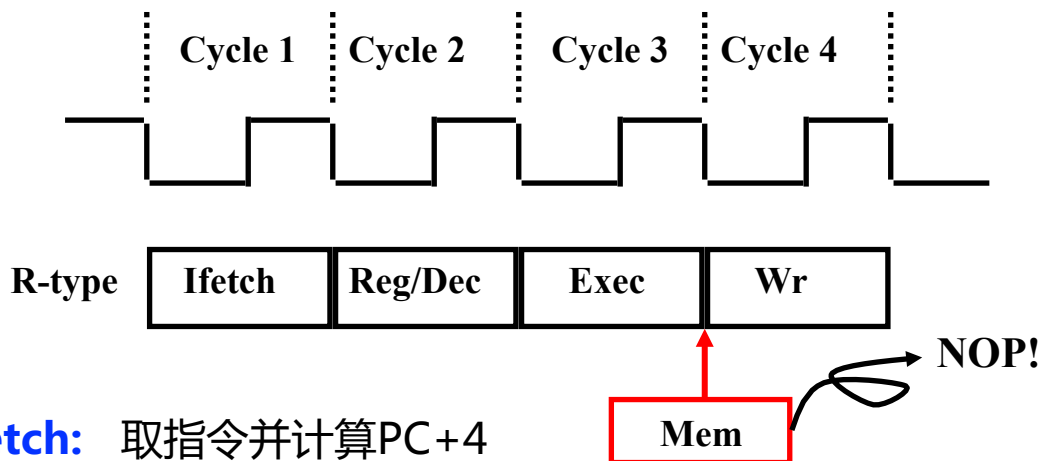 Cycle 1 Cycle 2 Cycle 3 Cycle 4
R-type Ifetch Reg/Dec Exec Wr
NOP!
Mem
etch: 取指令并计算PC+4